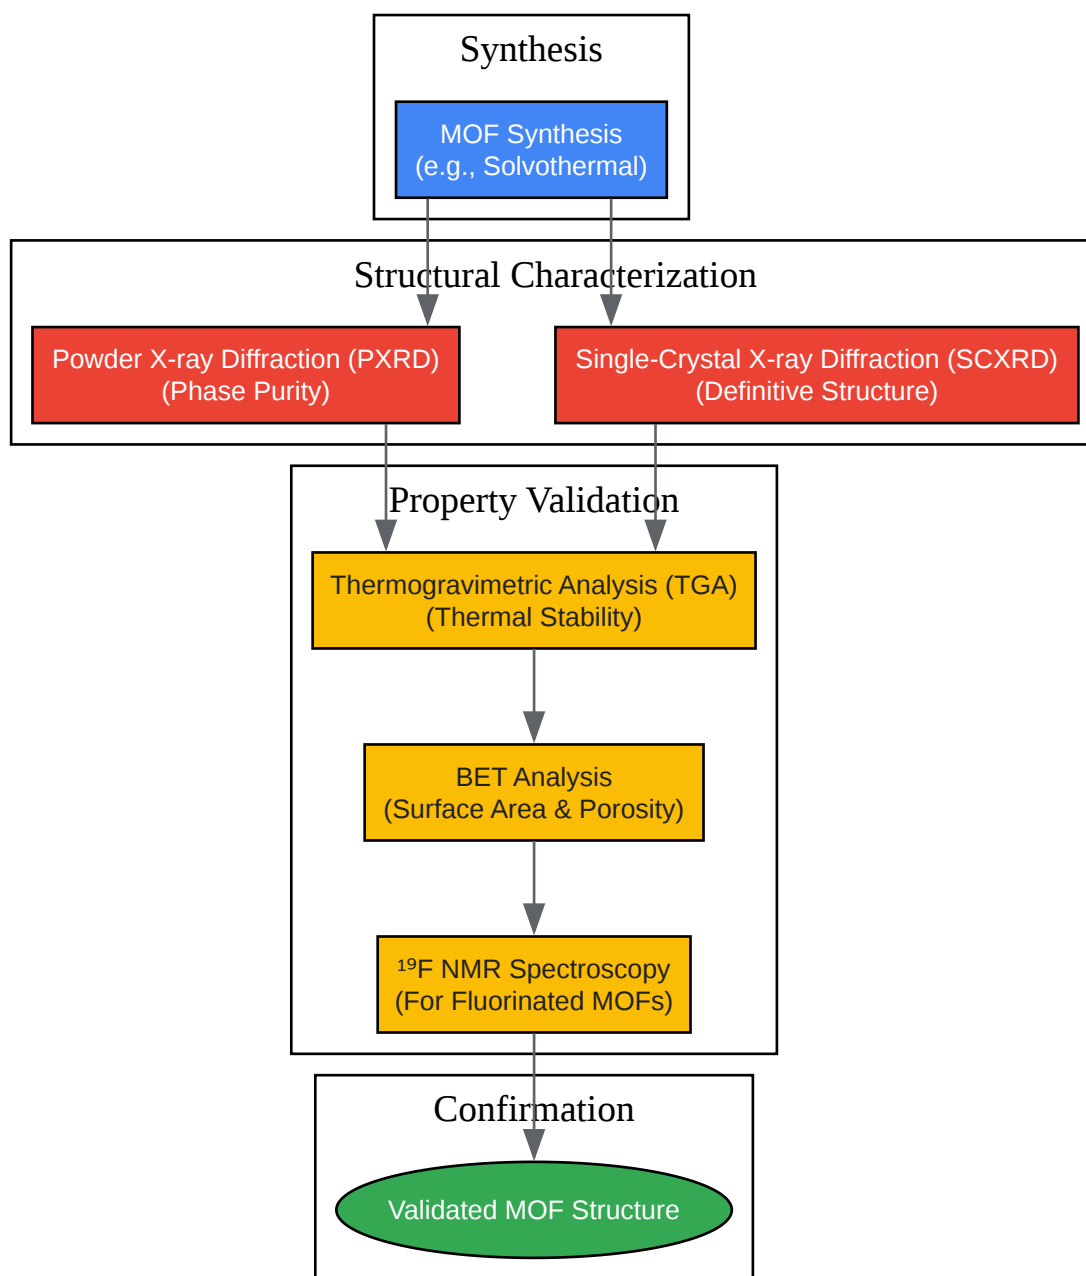 Synthesis
MOF Synthesis
(e.g., Solvothermal)
Structural Characterization
Powder X-ray Diffraction (PXRD)
(Phase Purity)
Single-Crystal X-ray Diffraction (SCXRD)
(Definitive Structure)
Property Validation
Thermogravimetric Analysis (TGA)
(Thermal Stability)
BET Analysis
(Surface Area & Porosity)
¹⁹F NMR Spectroscopy
(For Fluorinated MOFs)
Confirmation
Validated MOF Structure